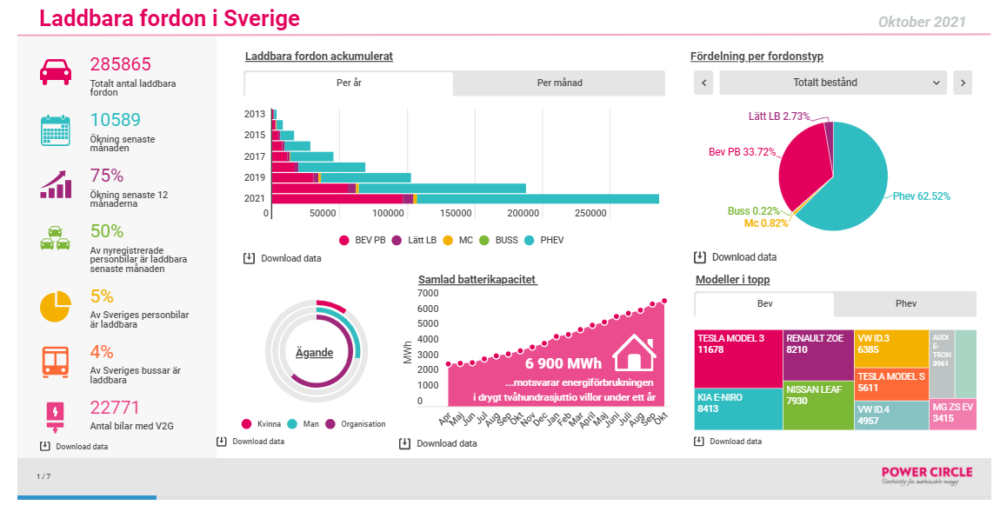 Laddbara fordon i Sverige
Oktober 2021
285865
Totalt antal laddbara
fordon
10589
Ökning senaste
månaden
75%
Ökning senaste 12
månaderna
50%
Av nyregistrerade
personbilar är laddbara
senaste månaden
5%
Av Sveriges personbilar
är laddbara
4%
Av Sveriges bussar är
laddbara
22771
Antal bilar med V2G
Download data
Laddbara fordon ackumulerat
Per år
Per månad
2013
2015
2017
2019
2021
0 50000 100000 150000 200000 250000
BEV PB Lätt LB MC BUSS PHEV
Download data
Fördelning per fordonstyp
Totalt bestånd
Lätt LB 2.73%
Bev PB 33.72%
Phev 62.52%
Buss 0.22%
Mc 0.82%
Download data
Ägande
Kvinna Man Organisation
Download data
Samlad batterikapacitet
7000
6000
5000
4000
3000
2000
1000
0
MWh
6 900 MWh
...motsvarar energiförbrukningen
i drygt tvåhundrasjuttio villor under ett år
Apr Maj Jun Jul Aug Sep Okt Nov Dec Jan Feb Mar April Maj Juni Juli Aug Sep Okt
Download data
Modeller i topp
Bev
Phev
TESLA MODEL 3
11678
KIA E-NIRO
8413
RENAULT ZOE
8210
NISSAN LEAF
7930
VW ID.3
6385
TESLA MODEL S
5611
VW ID.4
4957
AUDI
E-
TRON
3961
MG ZS EV
3415
Download data
1 / 7
POWER CIRCLE
Electricity for sustainable energy